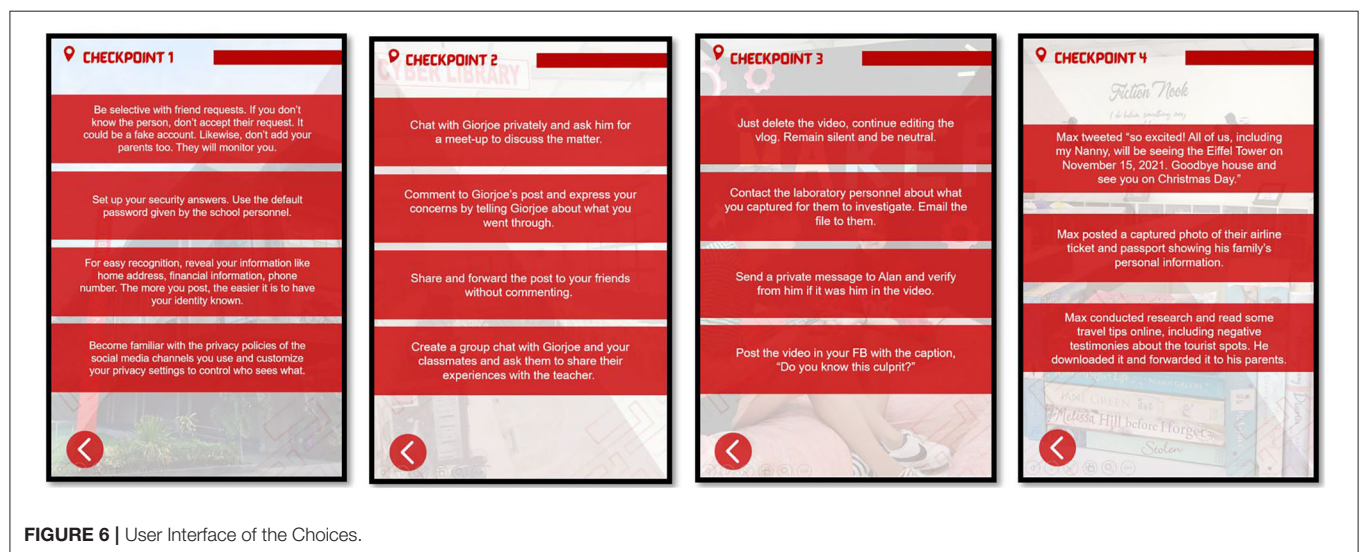 CHECKPOINT 1
Be selective with friend requests. If you don't
know the person, don't accept their request. It
could be a fake account. Likewise, don't add your
parents too. They will monitor you.
Set up your security answers. Use the default
password given by the school personnel.
For easy recognition, reveal your information like
home address, financial information, phone
number. The more you post, the easier it is to have
your identity known.
Become familiar with the privacy policies of the
social media channels you use and customize
your privacy settings to control who sees what.
CHECKPOINT 2
CYBER LIBRARY
Chat with Giorjoe privately and ask him for
a meet-up to discuss the matter.
Comment to Giorjoe's post and express your
concerns by telling Giorjoe about what you
went through.
Share and forward the post to your friends
without commenting.
Create a group chat with Giorjoe and your
classmates and ask them to share their
experiences with the teacher.
CHECKPOINT 3
Just delete the video, continue editing the
vlog. Remain silent and be neutral.
Contact the laboratory personnel about what
you captured for them to investigate. Email the
file to them.
Send a private message to Alan and verify
from him if it was him in the video.
Post the video in your FB with the caption,
"Do you know this culprit?"
CHECKPOINT 4
Fiction Nook
Max tweeted "so excited! All of us, including
my Nanny, will be seeing the Eiffel Tower on
November 15, 2021. Goodbye house and
see you on Christmas Day."
Max posted a captured photo of their airline
ticket and passport showing his family's
personal information.
Max conducted research and read some
travel tips online, including negative
testimonies about the tourist spots. He
downloaded it and forwarded it to his parents.
GREEN
Melissa Hill before I forget
Stolen
FIGURE 6 | User Interface of the Choices.